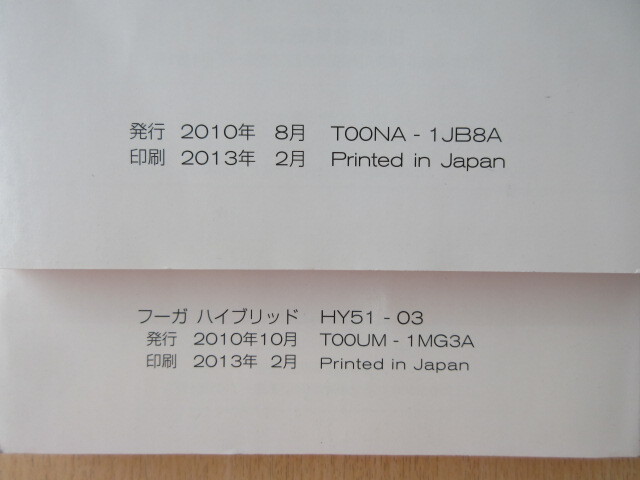 発行 2010年 8月 T00NA - 1JB8A
印刷 2013年 2月 Printed in Japan
フーガ ハイブリッド HY51 - 03
発行 2010年10月 T00UM - 1MG3A
印刷 2013年 2月 Printed in Japan